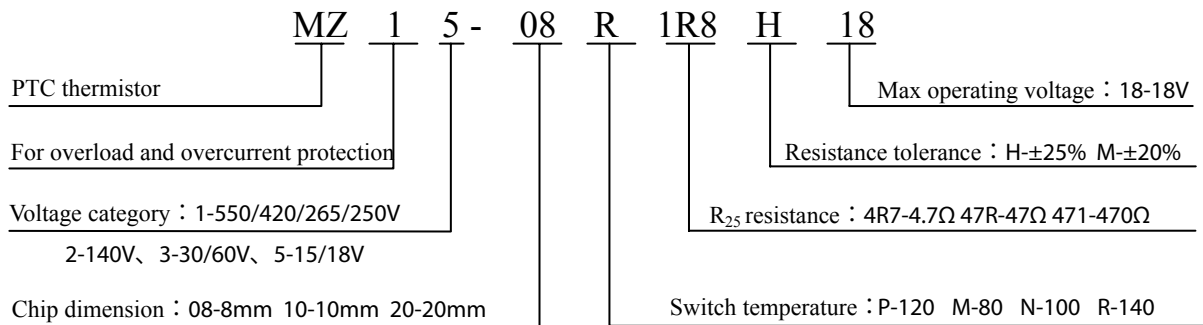 MZ 1 5 - 08 R 1R8 H 18
PTC thermistor
Max operating voltage：18-18V
For overload and overcurrent protection
Resistance tolerance：H-±25% M-±20%
Voltage category：1-550/420/265/250V
R25 resistance：4R7-4.7Ω 47R-47Ω 471-470Ω
2-140V、3-30/60V、5-15/18V
Chip dimension：08-8mm 10-10mm 20-20mm
Switch temperature：P-120 M-80 N-100 R-140